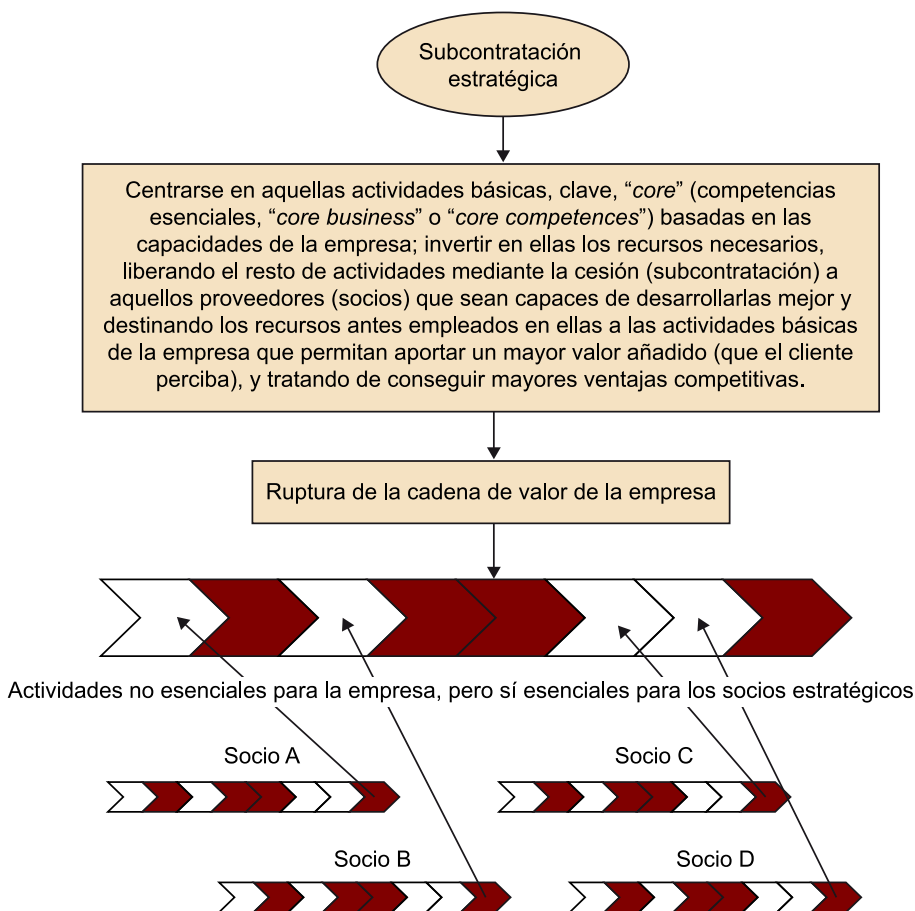 Subcontratación
estratégica
Centrarse en aquellas actividades básicas, clave, “core” (competencias
esenciales, “core business” o “core competences”) basadas en las
capacidades de la empresa; invertir en ellas los recursos necesarios,
liberando el resto de actividades mediante la cesión (subcontratación) a
aquellos proveedores (socios) que sean capaces de desarrollarlas mejor y
destinando los recursos antes empleados en ellas a las actividades básicas
de la empresa que permitan aportar un mayor valor añadido (que el cliente
perciba), y tratando de conseguir mayores ventajas competitivas.
Ruptura de la cadena de valor de la empresa
Actividades no esenciales para la empresa, pero sí esenciales para los socios estratégicos
Socio A
Socio C
Socio B
Socio D